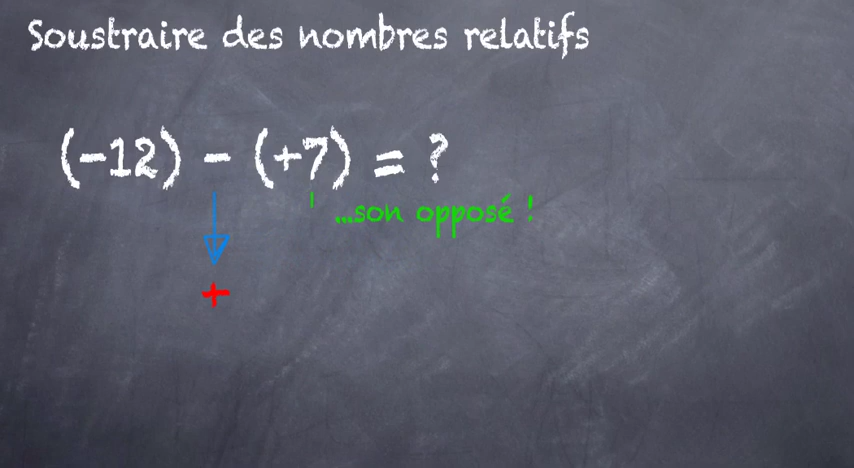 Soustraire des nombres relatifs
(-12) - (+7) = ?
...son opposé !
+